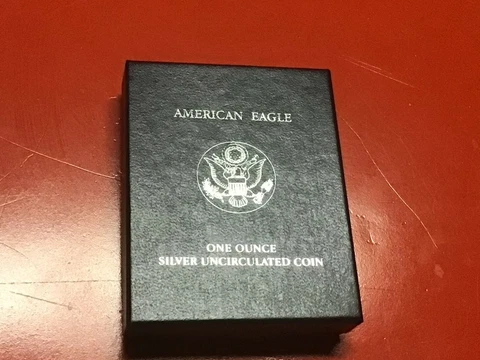 AMERICAN EAGLE
ONE OUNCE
SILVER UNCIRCULATED COIN